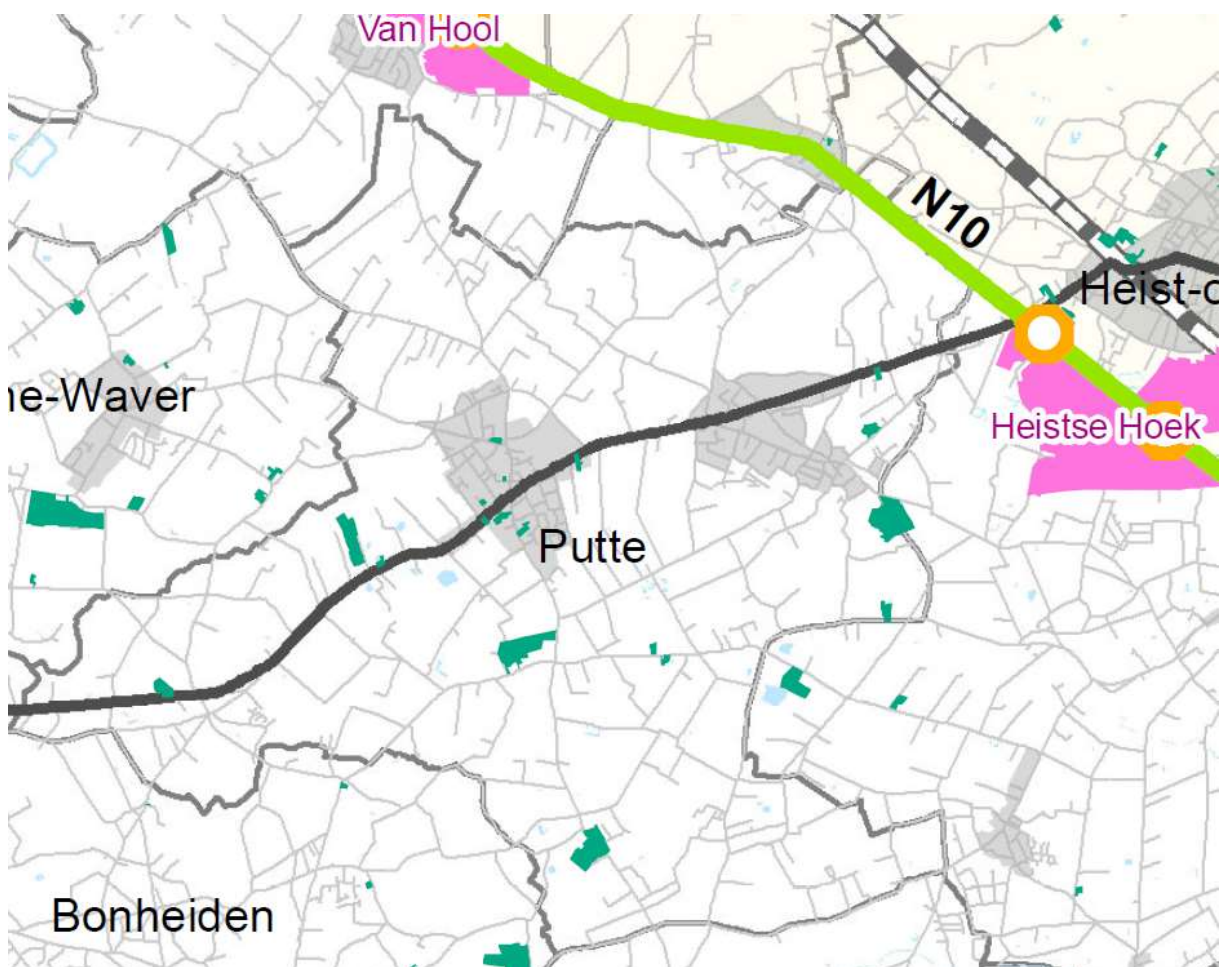 Van Hool
N10
Heist-o
ne-Waver
Heistse Hoek
Putte
Bonheiden